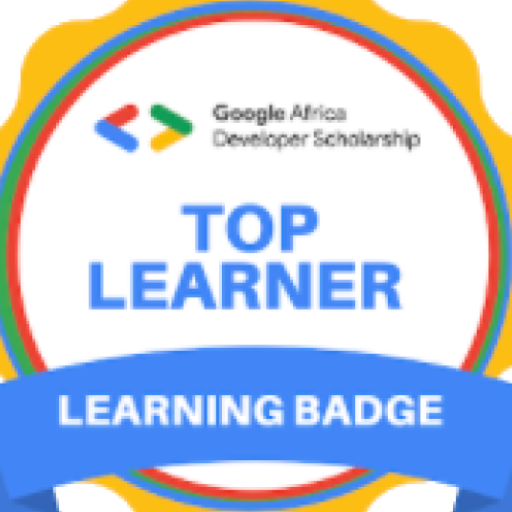 Google Africa
Developer Scholarship
TOP
LEARNER
LEARNING BADGE